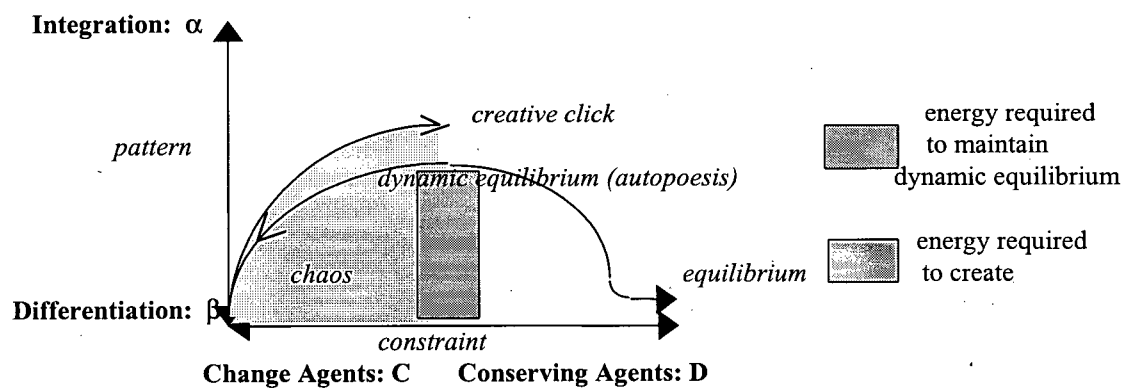 Integration: α
creative click
pattern
dynamic equilibrium (autopoesis)
chaos
equilibrium
Differentiation: β
constraint
Change Agents: C
Conserving Agents: D
energy required
to maintain
dynamic equilibrium
energy required
to create